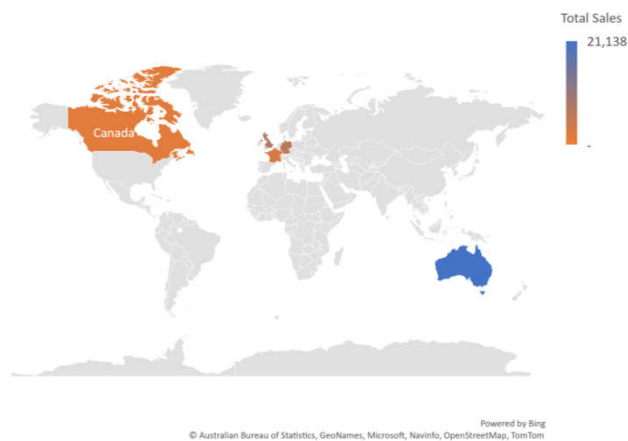 Total Sales
21,138
-
Canada
Powered by Bing
© Australian Bureau of Statistics, GeoNames, Microsoft, Navinfo, OpenStreetMap, TomTom